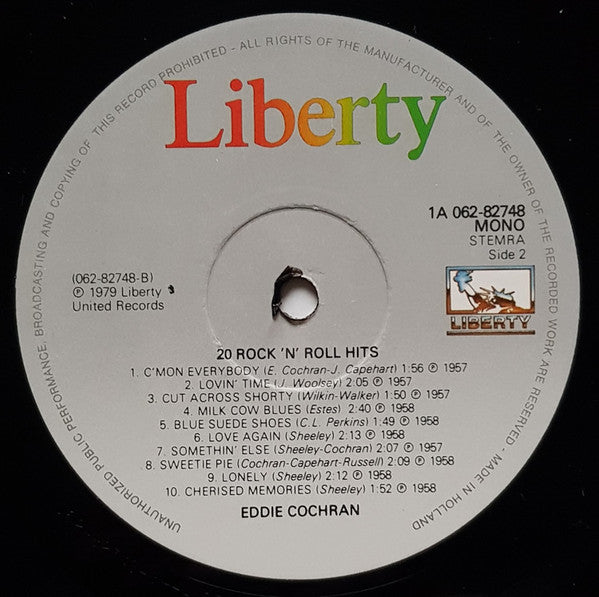 UNAUTHORIZED PUBLIC PERFORMANCE, BROADCASTING AND COPYING OF THIS RECORD PROHIBITED - ALL RIGHTS OF THE MANUFACTURER AND OF THE OWNER OF THE RECORDED WORK ARE RESERVED - MADE IN HOLLAND
Liberty
1A 062-82748
MONO
STEMRA
Side 2
(062-82748-B)
℗ 1979 Liberty
United Records
LIBERTY
20 ROCK 'N' ROLL HITS
1. C'MON EVERYBODY (E. Cochran-J. Capehart) 1:56 ℗ 1957
2. LOVIN' TIME (J. Woolsey) 2:05 ℗ 1957
3. CUT ACROSS SHORTY (Wilkin-Walker) 1:50 ℗ 1957
4. MILK COW BLUES (Estes) 2:40 ℗ 1958
5. BLUE SUEDE SHOES (C.L. Perkins) 1:49 ℗ 1958
6. LOVE AGAIN (Sheeley) 2:13 ℗ 1958
7. SOMETHIN' ELSE (Sheeley-Cochran) 2:07 ℗ 1957
8. SWEETIE PIE (Cochran-Capehart-Russell) 2:09 ℗ 1958
9. LONELY (Sheeley) 2:12 ℗ 1958
10. CHERISED MEMORIES (Sheeley) 1:52 ℗ 1958
EDDIE COCHRAN